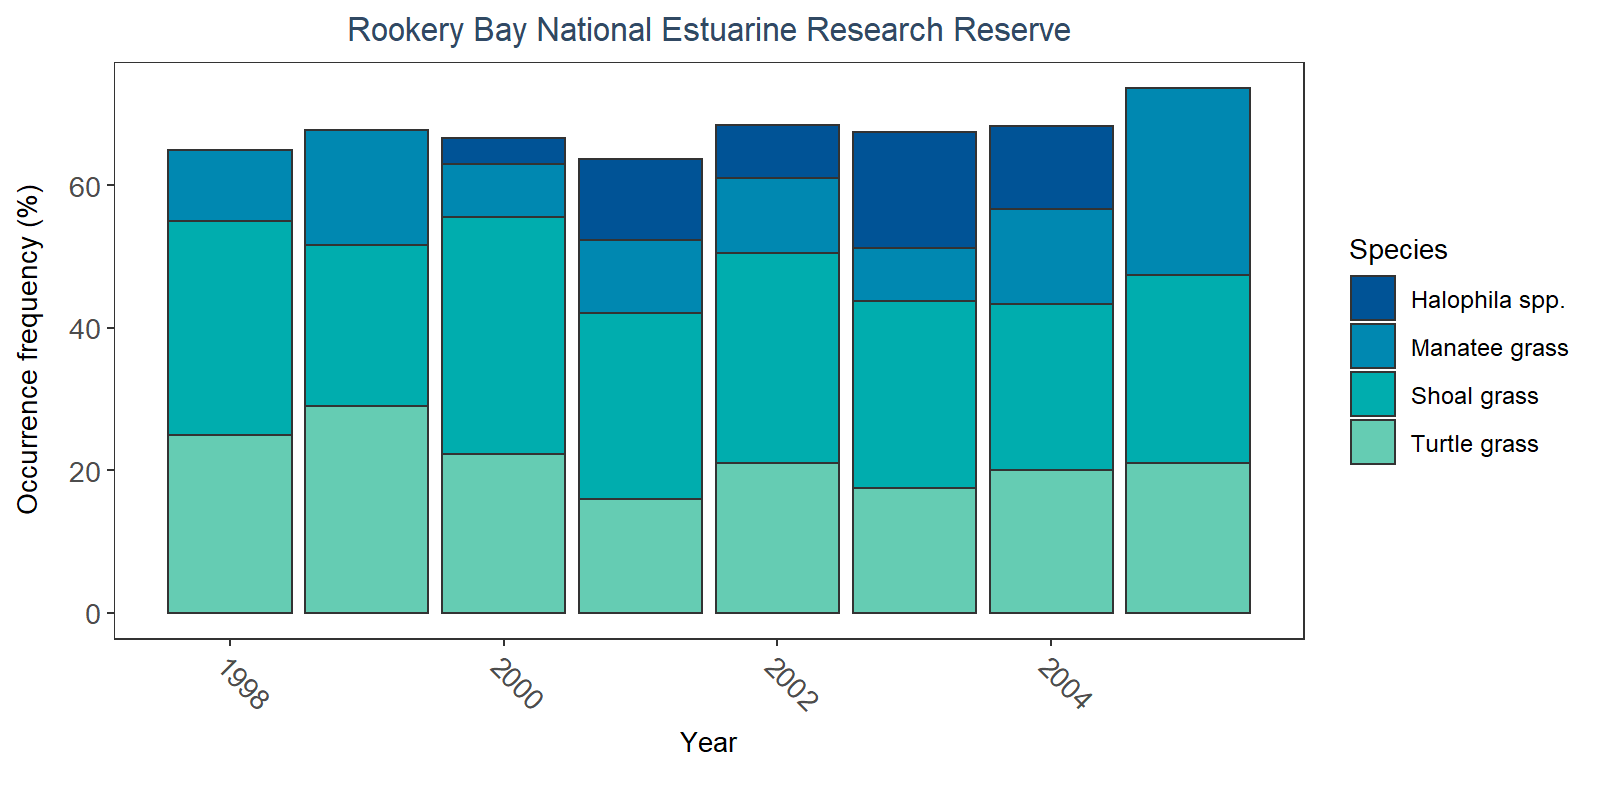 Rookery Bay National Estuarine Research Reserve
Occurrence frequency (%)
60
40
20
0
1998
2000
2002
2004
Year
Species
Halophila spp.
Manatee grass
Shoal grass
Turtle grass